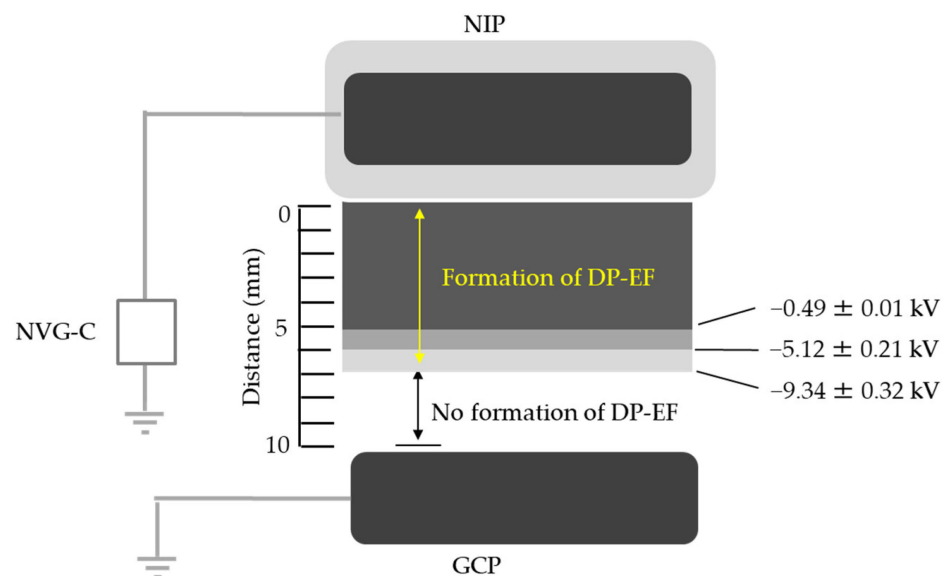 NIP
0
Formation of DP-EF
Distance (mm)
5
−0.49 ± 0.01 kV
NVG-C
−5.12 ± 0.21 kV
−9.34 ± 0.32 kV
No formation of DP-EF
10
GCP